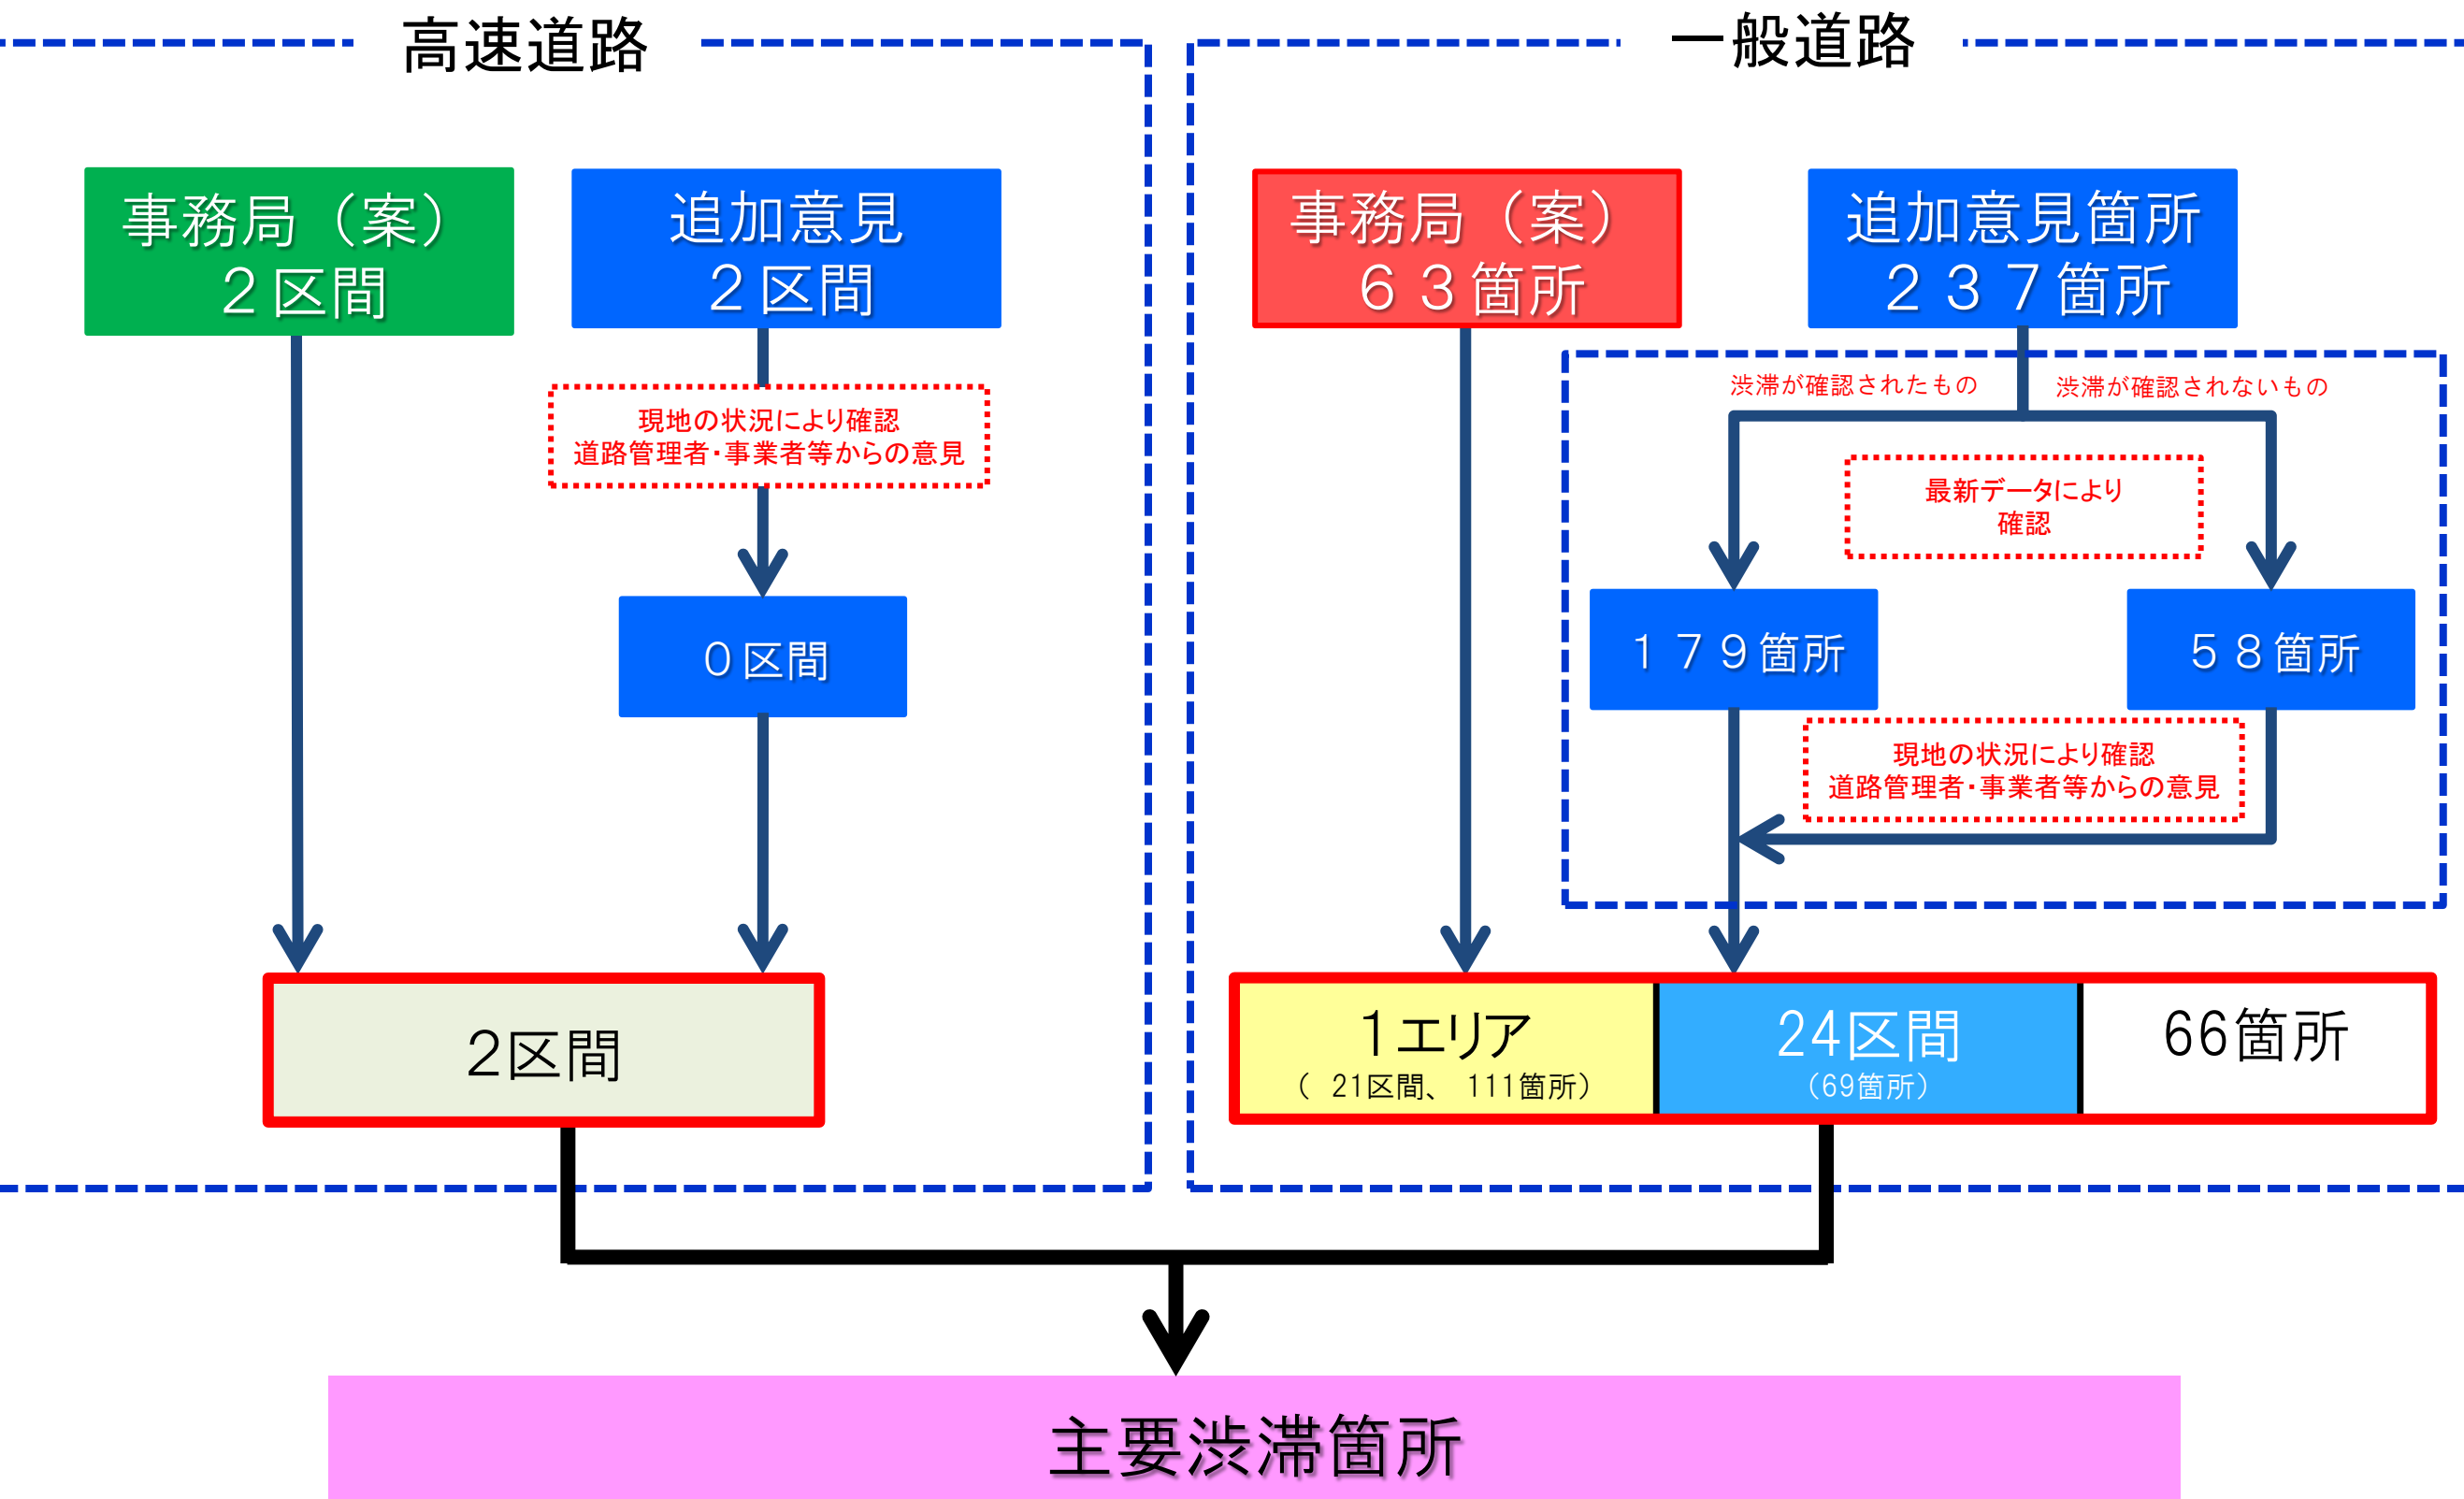 高速道路
事務局（案）
２区間
追加意見
２区間
現地の状況により確認
道路管理者・事業者等からの意見
０区間
2区間
一般道路
事務局（案）
６３箇所
追加意見箇所
２３７箇所
渋滞が確認されたもの
渋滞が確認されないもの
最新データにより
確認
１７９箇所
５８箇所
現地の状況により確認
道路管理者・事業者等からの意見
1エリア
（ 21区間、 111箇所）
24区間
（69箇所）
66箇所
主要渋滞箇所